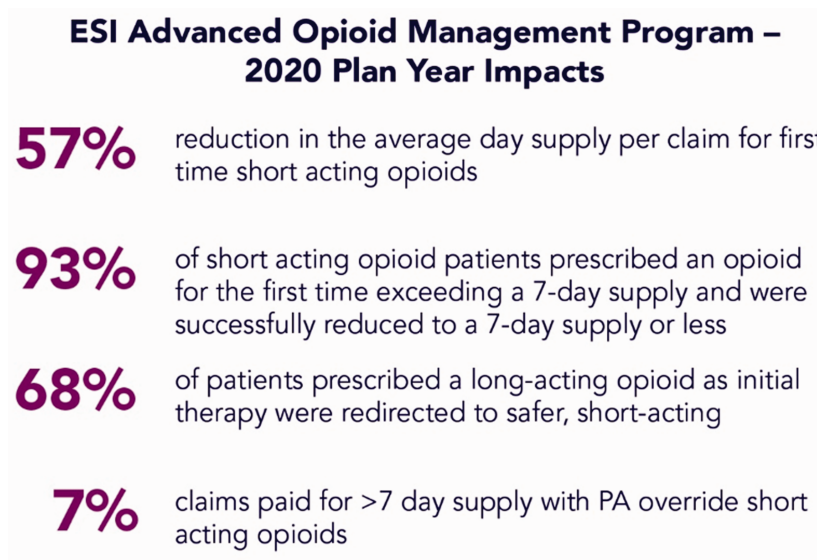 ESI Advanced Opioid Management Program –
2020 Plan Year Impacts
57%
reduction in the average day supply per claim for first
time short acting opioids
93%
of short acting opioid patients prescribed an opioid
for the first time exceeding a 7-day supply and were
successfully reduced to a 7-day supply or less
68%
of patients prescribed a long-acting opioid as initial
therapy were redirected to safer, short-acting
7%
claims paid for >7 day supply with PA override short
acting opioids